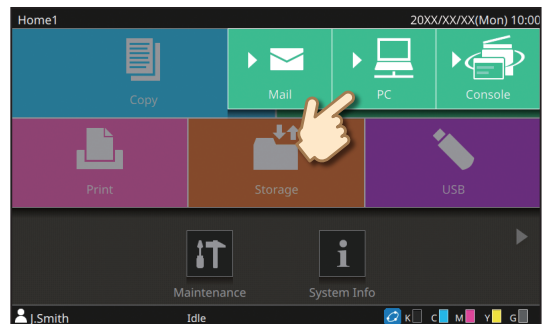 Home1 20XX/XX/XX(Mon) 10:00
Copy Mail PC Console
Print Storage USB
Maintenance System Info
J.Smith Idle K C M Y G